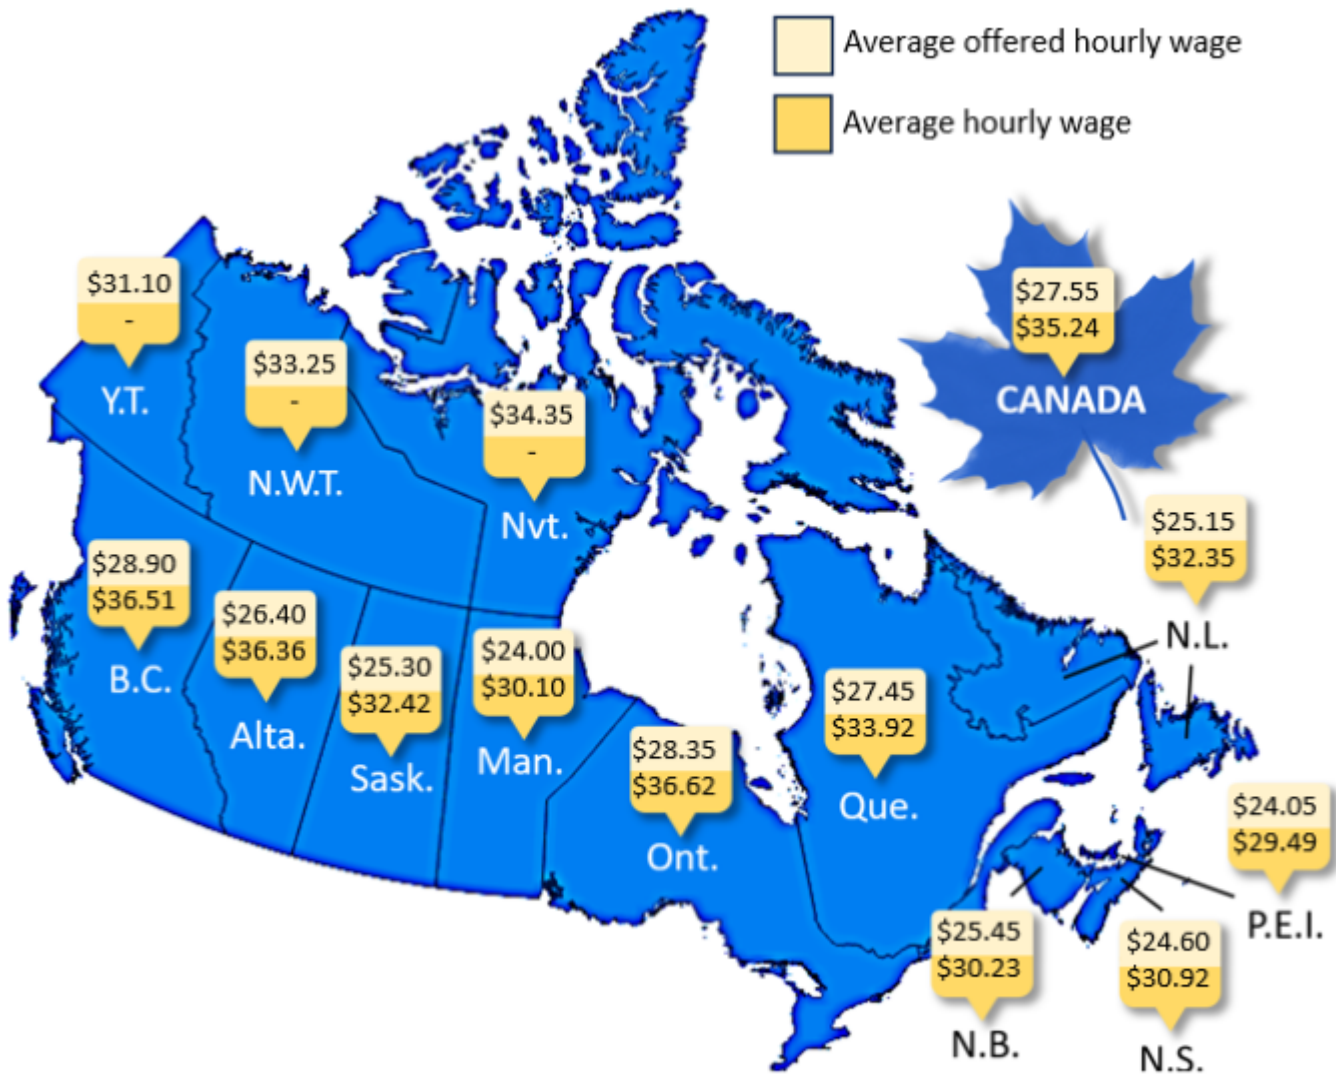 Average offered hourly wage
Average hourly wage
$27.55
$35.24
CANADA
$31.10
-
Y.T.
$33.25
-
N.W.T.
$34.35
-
Nvt.
$28.90
$36.51
B.C.
$26.40
$36.36
Alta.
$25.30
$32.42
Sask.
$24.00
$30.10
Man.
$28.35
$36.62
Ont.
$27.45
$33.92
Que.
$25.15
$32.35
N.L.
$24.05
$29.49
P.E.I.
$25.45
$30.23
N.B.
$24.60
$30.92
N.S.